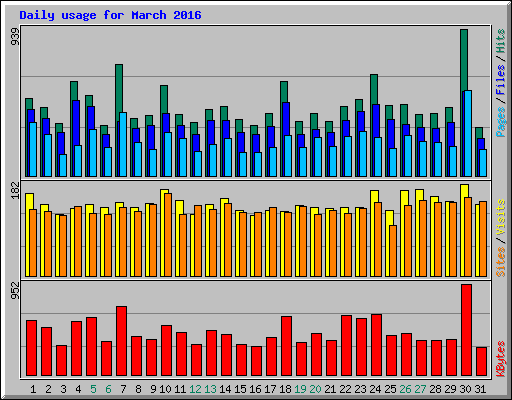 Daily usage for March 2016
939
Pages / Files / Hits
182
Sites / Visits
952
KBytes
1 2 3 4 5 6 7 8 9 10 11 12 13 14 15 16 17 18 19 20 21 22 23 24 25 26 27 28 29 30 31